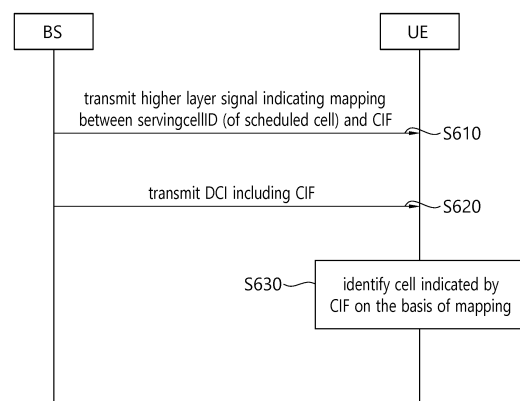 BS
UE
transmit higher layer signal indicating mapping
between servingcellID (of scheduled cell) and CIF
S610
transmit DCI including CIF
S620
S630
identify cell indicated by
CIF on the basis of mapping